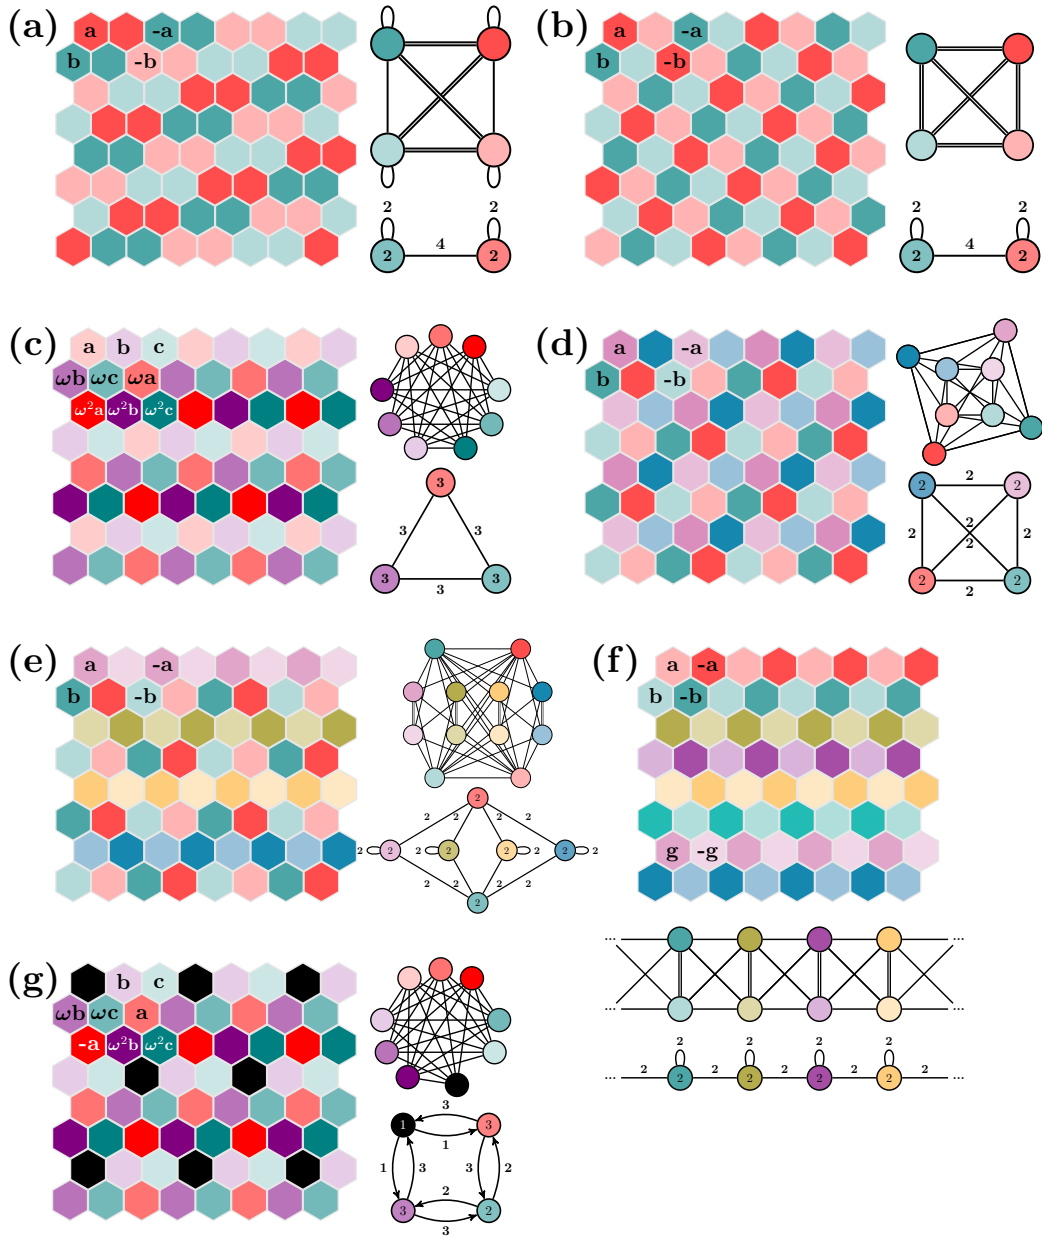 (a)
a -a
b -b
2 2
2 4 2
(b)
a -a
b -b
2 2
4
(c)
a b c
ωb ωc ωa
ω²a ω²b ω²c
3
3 3
3 3
3
(d)
a -a
b -b
2 2 2
2 2 2
2
2 2 2
(e)
a -a
b -b
2
2 2 2 2
2 2 2 2 2 2 2 2
2 2 2 2
2
(f)
a -a
b -b
g -g
... ...
... ...
2 2 2 2
... 2 2 2 2 2 2 2 2 2 ...
(g)
b c
ωb ωc a
-a ω²b ω²c
3
1 3
1
1 3 3 2
2
3 2
3